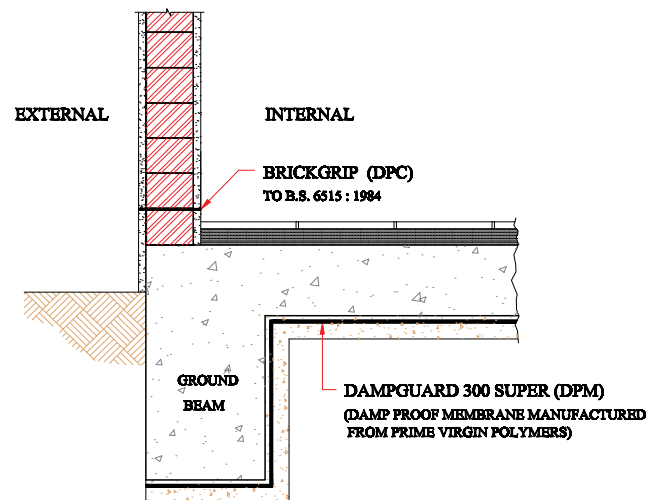 EXTERNAL
INTERNAL
BRICKGRIP (DPC)
TO B.S. 6515 : 1984
GROUND
BEAM
DAMPGUARD 300 SUPER (DPM)
(DAMP PROOF MEMBRANE MANUFACTURED
FROM PRIME VIRGIN POLYMERS)